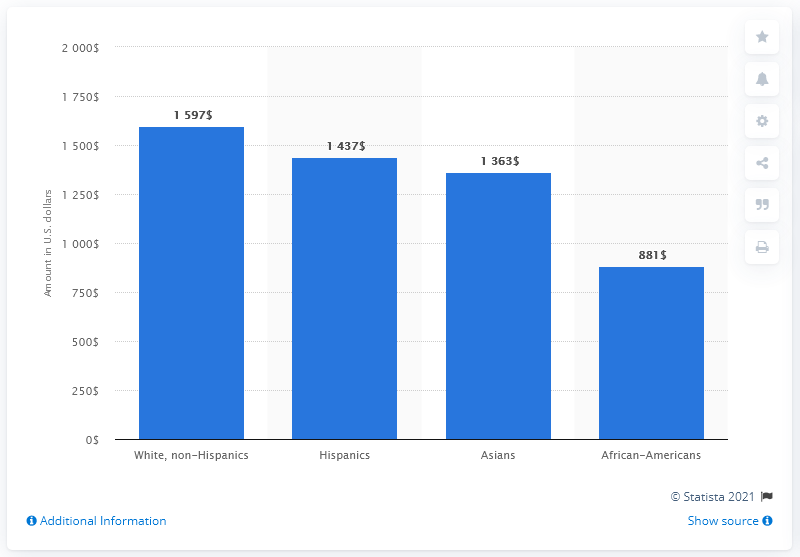 2 000$
1 750$
1 500$
1 250$
1 000$
750$
500$
250$
0$
Amount in U.S. dollars
1 597$
1 437$
1 363$
881$
White, non-Hispanics
Hispanics
Asians
African-Americans
© Statista 2021
Additional Information
Show source